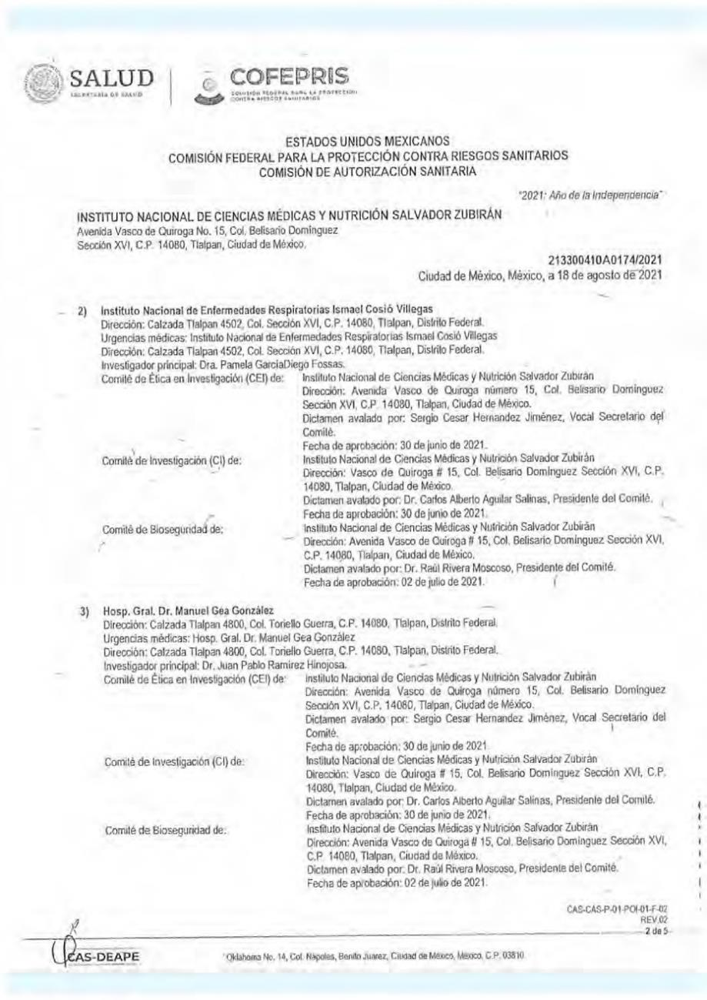 SALUD
SECRETARÍA DE SALUD
COFEPRIS
COMISIÓN FEDERAL PARA LA PROTECCIÓN
CONTRA RIESGOS SANITARIOS
ESTADOS UNIDOS MEXICANOS
COMISIÓN FEDERAL PARA LA PROTECCIÓN CONTRA RIESGOS SANITARIOS
COMISIÓN DE AUTORIZACIÓN SANITARIA
"2021: Año de la Independencia"
INSTITUTO NACIONAL DE CIENCIAS MÉDICAS Y NUTRICIÓN SALVADOR ZUBIRÁN
Avenida Vasco de Quiroga No. 15, Col. Belisario Domínguez
Sección XVI, C.P. 14080, Tlalpan, Ciudad de México.
213300410A0174/2021
Ciudad de México, México, a 18 de agosto de 2021
2) Instituto Nacional de Enfermedades Respiratorias Ismael Cosió Villegas
Dirección: Calzada Tlalpan 4502, Col. Sección XVI, C.P. 14080, Tlalpan, Distrito Federal.
Urgencias médicas: Instituto Nacional de Enfermedades Respiratorias Ismael Cosió Villegas
Dirección: Calzada Tlalpan 4502, Col. Sección XVI, C.P. 14080, Tlalpan, Distrito Federal.
Investigador principal: Dra. Pamela GarciaDiego Fossas.
Comité de Ética en Investigación (CEI) de: Instituto Nacional de Ciencias Médicas y Nutrición Salvador Zubirán
Dirección: Avenida Vasco de Quiroga número 15, Col. Belisario Domínguez
Sección XVI, C.P. 14080, Tlalpan, Ciudad de México.
Dictamen avalado por: Sergio Cesar Hernandez Jiménez, Vocal Secretario del
Comité.
Fecha de aprobación: 30 de junio de 2021.
Comité de Investigación (CI) de: Instituto Nacional de Ciencias Médicas y Nutrición Salvador Zubirán
Dirección: Vasco de Quiroga # 15, Col. Belisario Domínguez Sección XVI, C.P.
14080, Tlalpan, Ciudad de México.
Dictamen avalado por: Dr. Carlos Alberto Aguilar Salinas, Presidente del Comité.
Fecha de aprobación: 30 de junio de 2021.
Comité de Bioseguridad de: Instituto Nacional de Ciencias Médicas y Nutrición Salvador Zubirán
Dirección: Avenida Vasco de Quiroga # 15, Col. Belisario Domínguez Sección XVI,
C.P. 14080, Tlalpan, Ciudad de México.
Dictamen avalado por: Dr. Raúl Rivera Moscoso, Presidente del Comité.
Fecha de aprobación: 02 de julio de 2021.
3) Hosp. Gral. Dr. Manuel Gea González
Dirección: Calzada Tlalpan 4800, Col. Toriello Guerra, C.P. 14080, Tlalpan, Distrito Federal.
Urgencias médicas: Hosp. Gral. Dr. Manuel Gea González
Dirección: Calzada Tlalpan 4800, Col. Toriello Guerra, C.P. 14080, Tlalpan, Distrito Federal.
Investigador principal: Dr. Juan Pablo Ramirez Hinojosa.
Comité de Ética en Investigación (CEI) de: Instituto Nacional de Ciencias Médicas y Nutrición Salvador Zubirán
Dirección: Avenida Vasco de Quiroga número 15, Col. Belisario Domínguez
Sección XVI, C.P. 14080, Tlalpan, Ciudad de México.
Dictamen avalado por: Sergio Cesar Hernandez Jiménez, Vocal Secretario del
Comité.
Fecha de aprobación: 30 de junio de 2021
Comité de Investigación (CI) de: Instituto Nacional de Ciencias Médicas y Nutrición Salvador Zubirán
Dirección: Vasco de Quiroga # 15, Col. Belisario Domínguez Sección XVI, C.P.
14080, Tlalpan, Ciudad de México.
Dictamen avalado por: Dr. Carlos Alberto Aguilar Salinas, Presidente del Comité.
Fecha de aprobación: 30 de junio de 2021.
Comité de Bioseguridad de: Instituto Nacional de Ciencias Médicas y Nutrición Salvador Zubirán
Dirección: Avenida Vasco de Quiroga # 15, Col. Belisario Domínguez Sección XVI,
C.P 14080, Tlalpan, Ciudad de México.
Dictamen avalado por: Dr. Raúl Rivera Moscoso, Presidente del Comité.
Fecha de aprobación: 02 de julio de 2021.
CAS-CAS-P-01-POI-01-F-02
REV.02
2 de 5
CAS-DEAPE
Oklahoma No. 14, Col. Nápoles, Benito Juarez, Ciudad de México, México. C.P. 03810